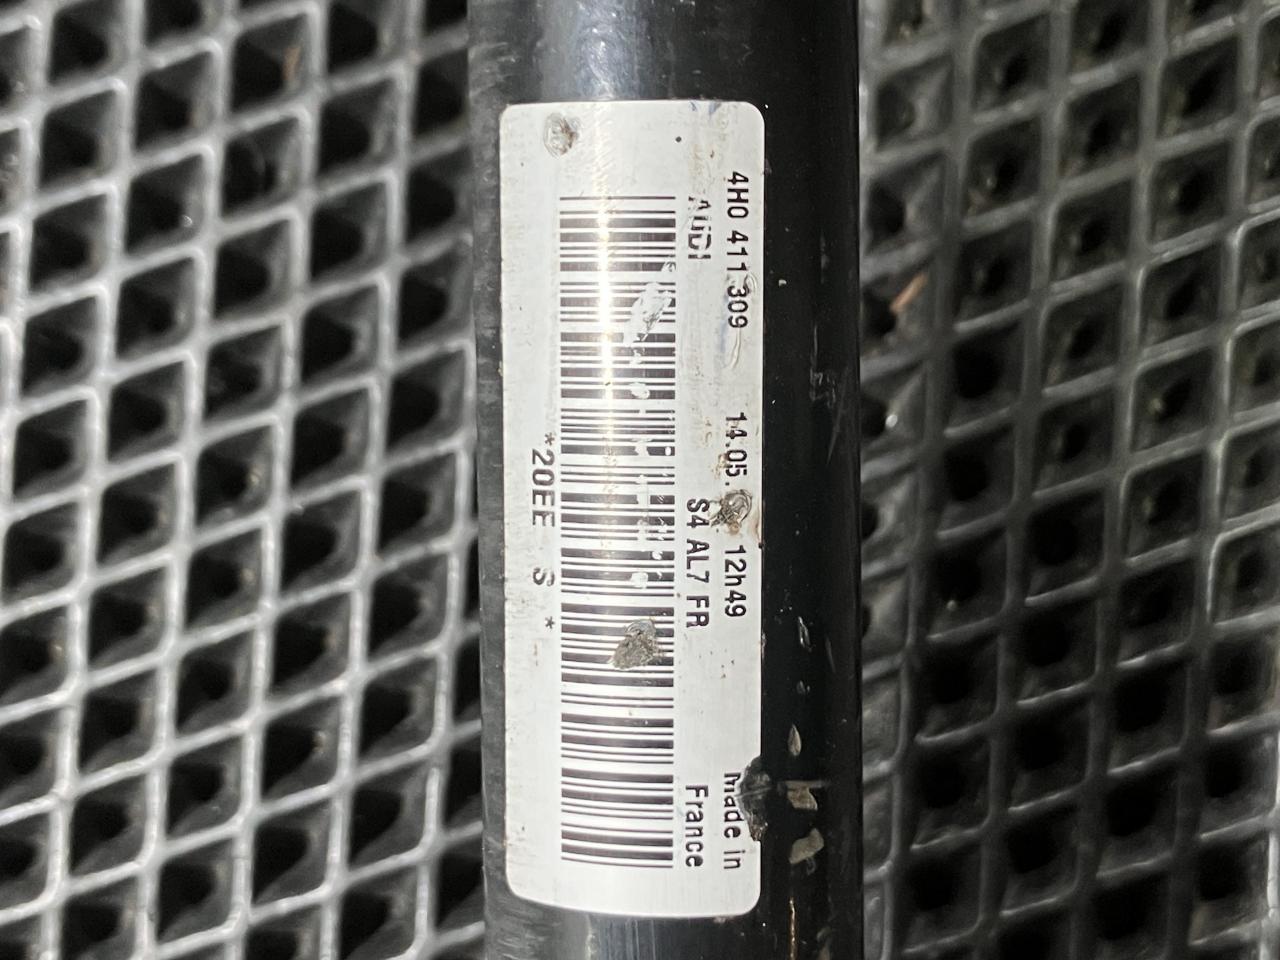 4H0 411 309 14.05 12h49 Made in
AUDI S4 AL7 FR France
*20EE S *